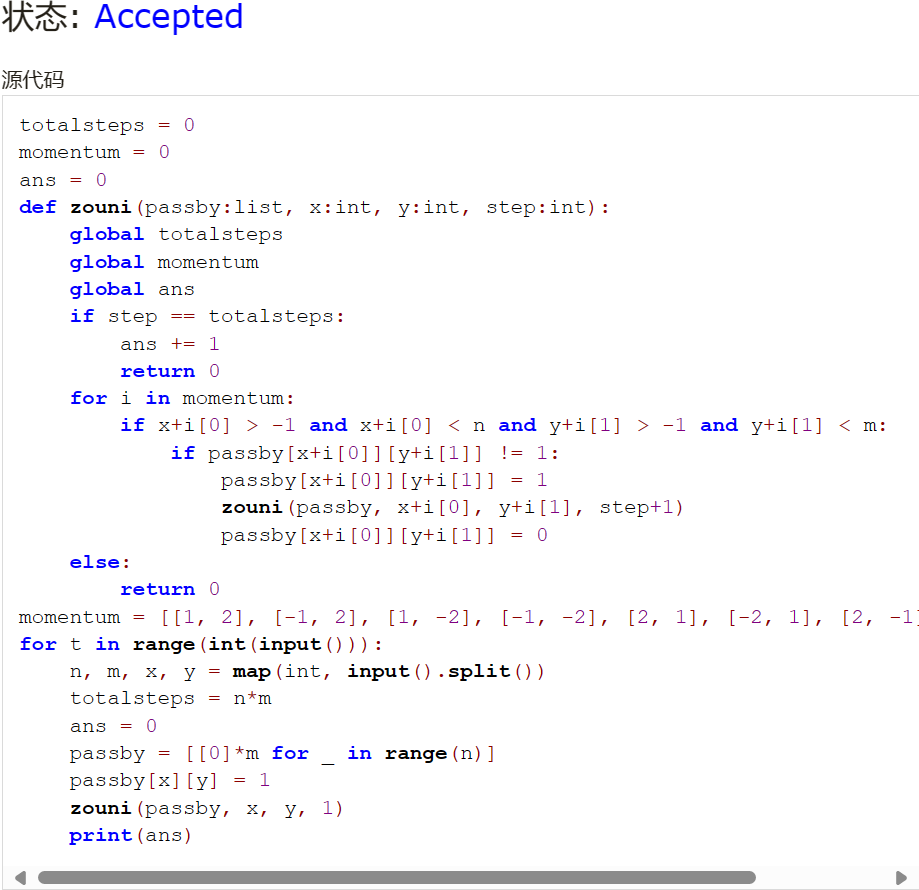 状态: Accepted
源代码
totalsteps = 0
momentum = 0
ans = 0
def zouni(passby:list, x:int, y:int, step:int):
    global totalsteps
    global momentum
    global ans
    if step == totalsteps:
        ans += 1
        return 0
    for i in momentum:
        if x+i[0] > -1 and x+i[0] < n and y+i[1] > -1 and y+i[1] < m:
            if passby[x+i[0]][y+i[1]] != 1:
                passby[x+i[0]][y+i[1]] = 1
                zouni(passby, x+i[0], y+i[1], step+1)
                passby[x+i[0]][y+i[1]] = 0
    else:
        return 0
momentum = [[1, 2], [-1, 2], [1, -2], [-1, -2], [2, 1], [-2, 1], [2, -1]
for t in range(int(input())):
    n, m, x, y = map(int, input().split())
    totalsteps = n*m
    ans = 0
    passby = [[0]*m for _ in range(n)]
    passby[x][y] = 1
    zouni(passby, x, y, 1)
    print(ans)